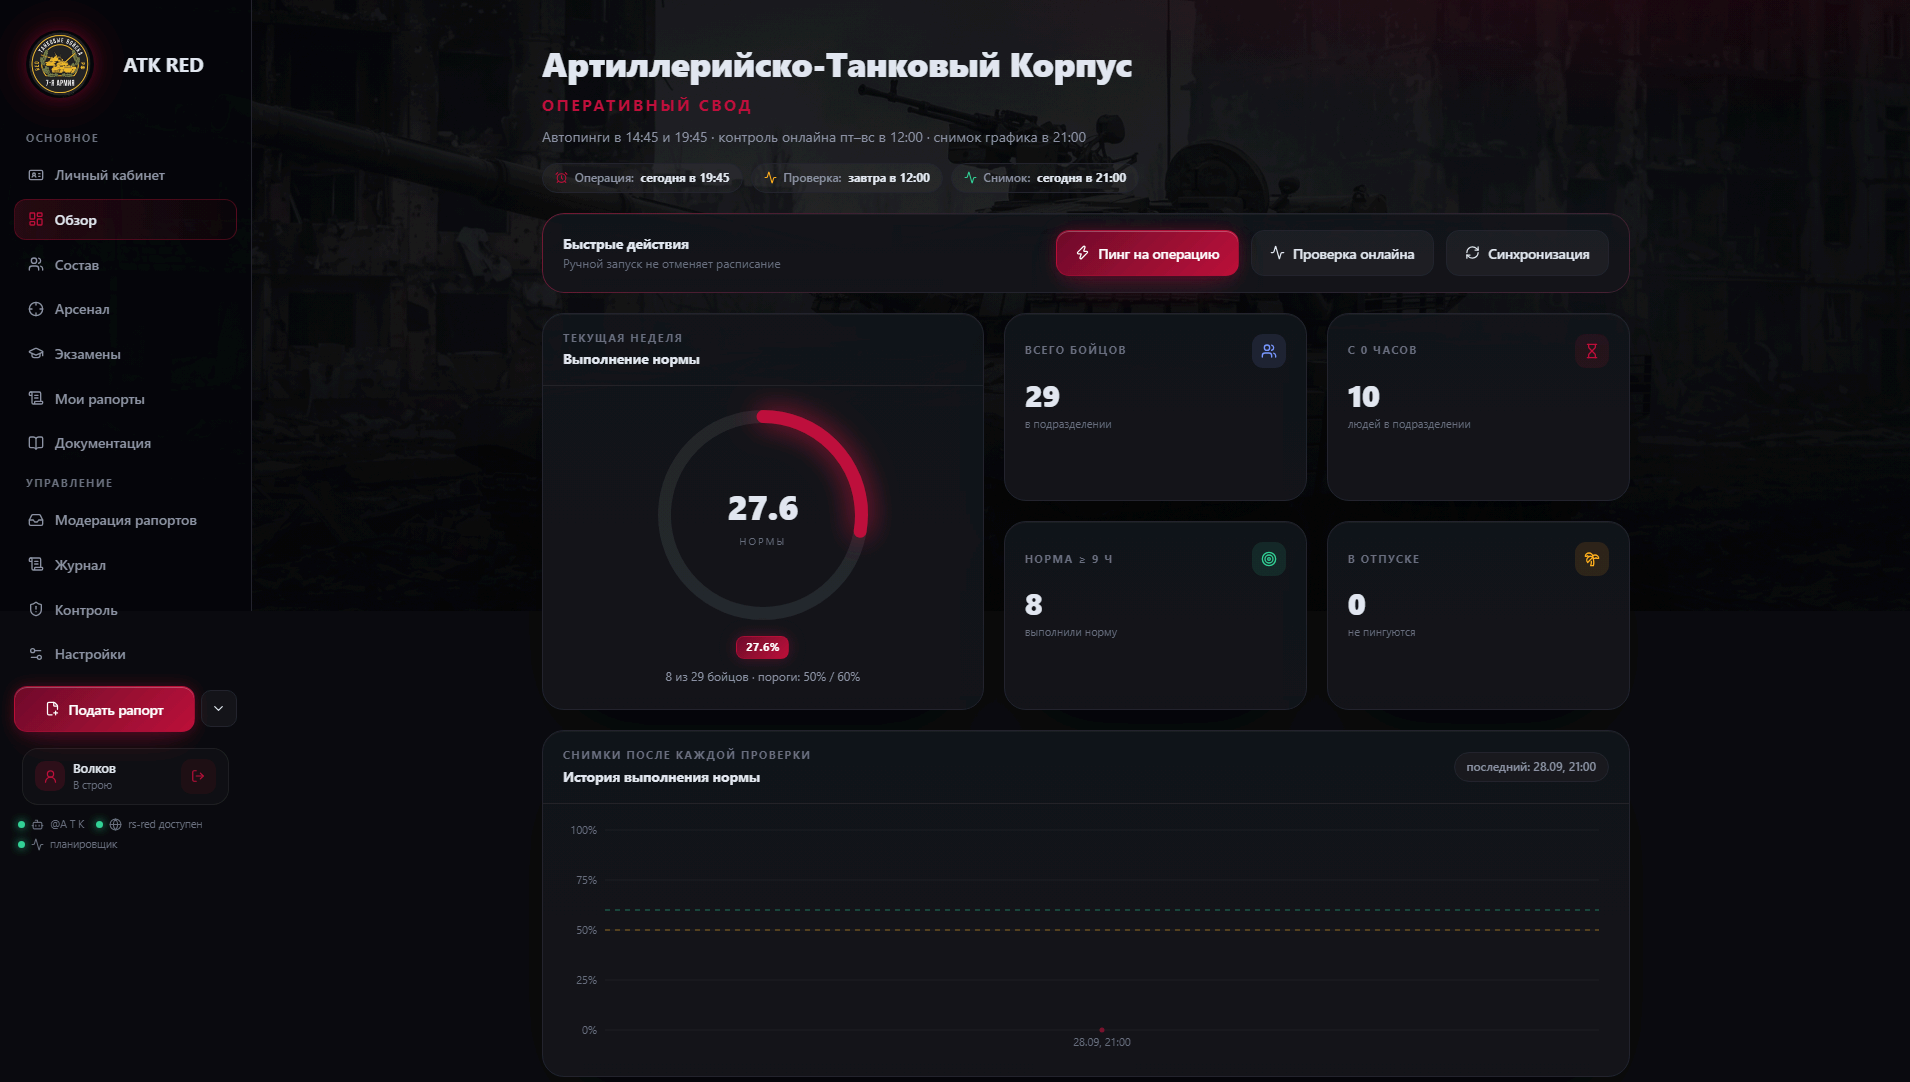 ТАНКОВЫЕ ВОЙСКА
7-Я АРМИЯ
ATK RED
ОСНОВНОЕ
Личный кабинет
Обзор
Состав
Арсенал
Экзамены
Мои рапорты
Документация
УПРАВЛЕНИЕ
Модерация рапортов
Журнал
Контроль
Настройки
Подать рапорт
Волков
В строю
@А Т К
rs-red доступен
планировщик
Артиллерийско-Танковый Корпус
ОПЕРАТИВНЫЙ СВОД
Автопинги в 14:45 и 19:45 · контроль онлайна пт–вс в 12:00 · снимок графика в 21:00
Операция: сегодня в 19:45
Проверка: завтра в 12:00
Снимок: сегодня в 21:00
Быстрые действия
Ручной запуск не отменяет расписание
Пинг на операцию
Проверка онлайна
Синхронизация
ТЕКУЩАЯ НЕДЕЛЯ
Выполнение нормы
27.6
НОРМЫ
27.6%
8 из 29 бойцов · пороги: 50% / 60%
ВСЕГО БОЙЦОВ
29
в подразделении
С 0 ЧАСОВ
10
людей в подразделении
НОРМА ≥ 9 Ч
8
выполнили норму
В ОТПУСКЕ
0
не пингуются
СНИМКИ ПОСЛЕ КАЖДОЙ ПРОВЕРКИ
История выполнения нормы
последний: 28.09, 21:00
100%
75%
50%
25%
0%
28.09, 21:00